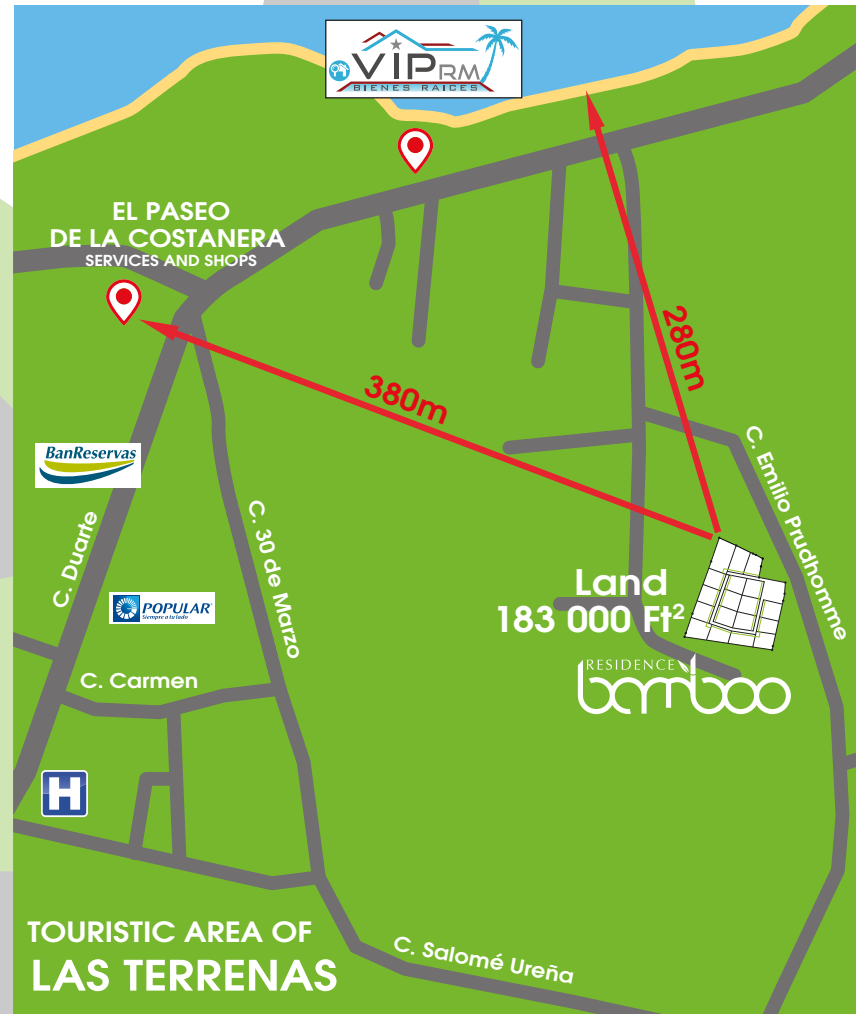 VIP RM
BIENES RAICES
EL PASEO
DE LA COSTANERA
SERVICES AND SHOPS
280m
380m
BanReservas
C. Emilio Prudhomme
C. Duarte
C. 30 de Marzo
Land
183 000 Ft²
POPULAR
Siempre a tu lado
RESIDENCE
bamboo
C. Carmen
H
TOURISTIC AREA OF
LAS TERRENAS
C. Salomé Ureña